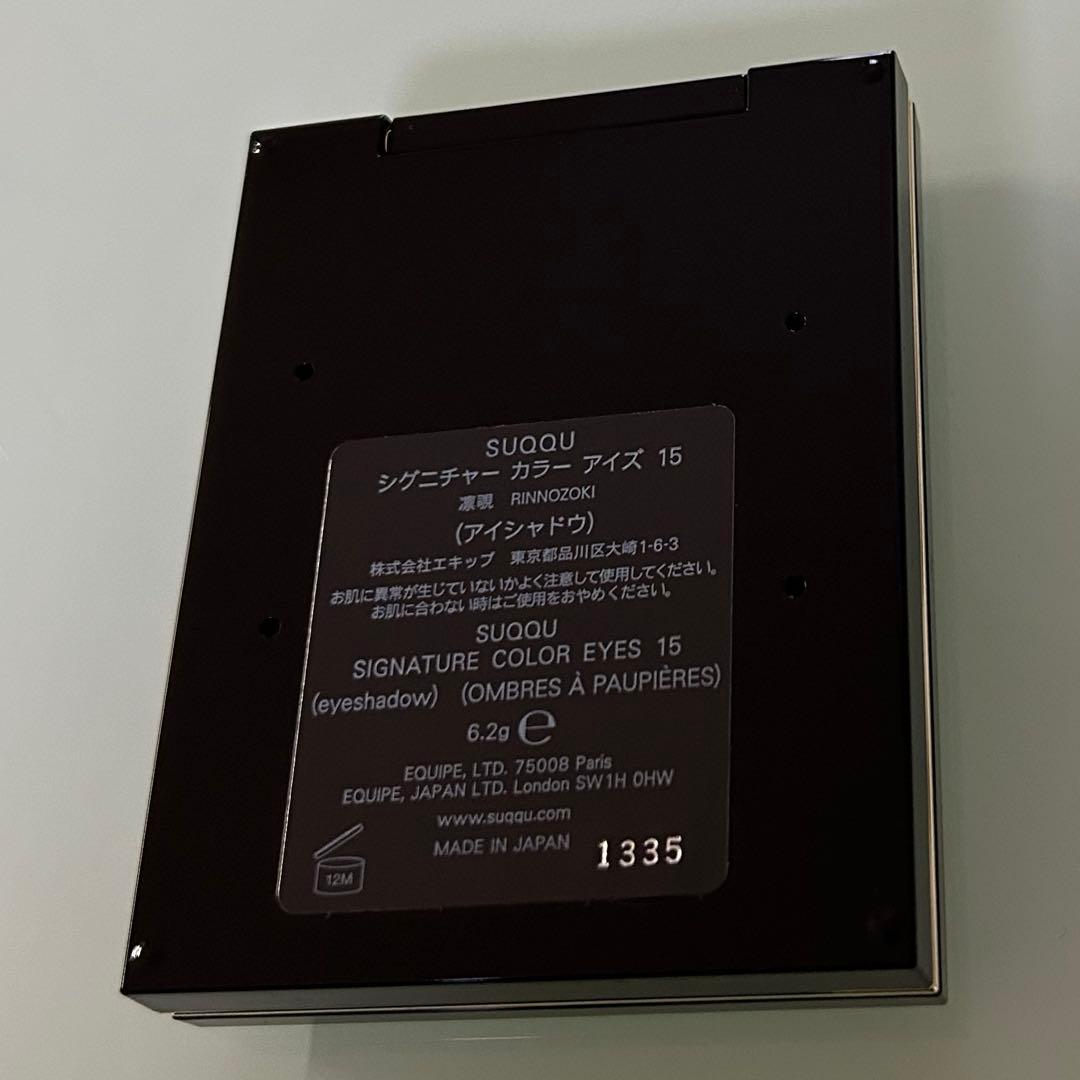 SUQQU
シグニチャー カラー アイズ 15
凛覗 RINNOZOKI
(アイシャドウ)
株式会社エキップ 東京都品川区大崎1-6-3
お肌に異常が生じていないかよく注意して使用してください。
お肌に合わない時はご使用をおやめください。
SUQQU
SIGNATURE COLOR EYES 15
(eyeshadow) (OMBRES À PAUPIÈRES)
6.2g ℮
EQUIPE, LTD. 75008 Paris
EQUIPE, JAPAN LTD. London SW1H 0HW
www.suqqu.com
MADE IN JAPAN 1335
12M